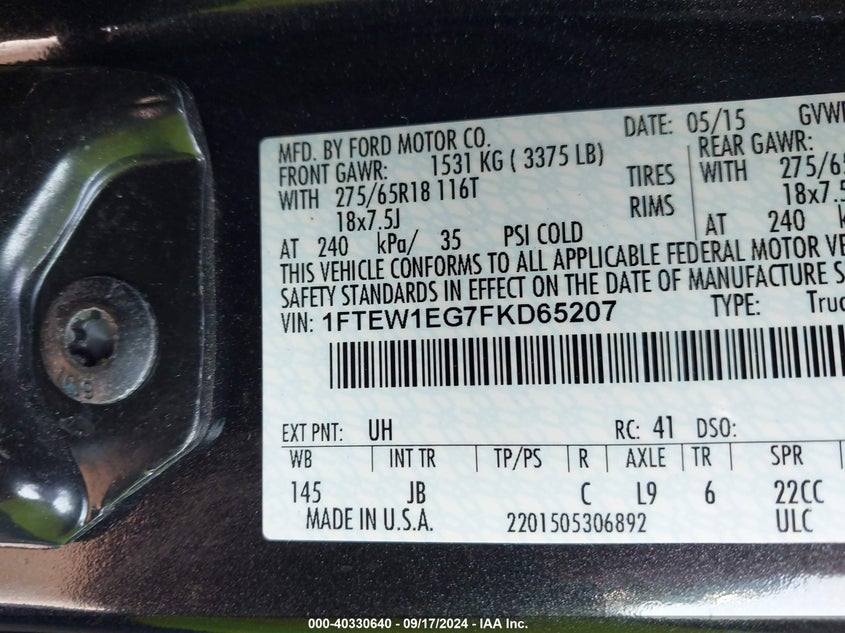 MFD. BY FORD MOTOR CO. DATE: 05/15
FRONT GAWR: 1531 KG ( 3375 LB) REAR GAWR:
WITH 275/65R18 116T TIRES WITH
18x7.5J RIMS
AT 240 kPa/ 35 PSI COLD AT 240
THIS VEHICLE CONFORMS TO ALL APPLICABLE FEDERAL MOTOR
SAFETY STANDARDS IN EFFECT ON THE DATE OF MANUFACTURE
VIN: 1FTEW1EG7FKD65207 TYPE:
EXT PNT: UH RC: 41 DSO:
WB INT TR TP/PS R AXLE TR SPR
145 JB C L9 6 22CC
MADE IN U.S.A. 2201505306892 ULC
000-40330640 - 09/17/2024 - IAA Inc.